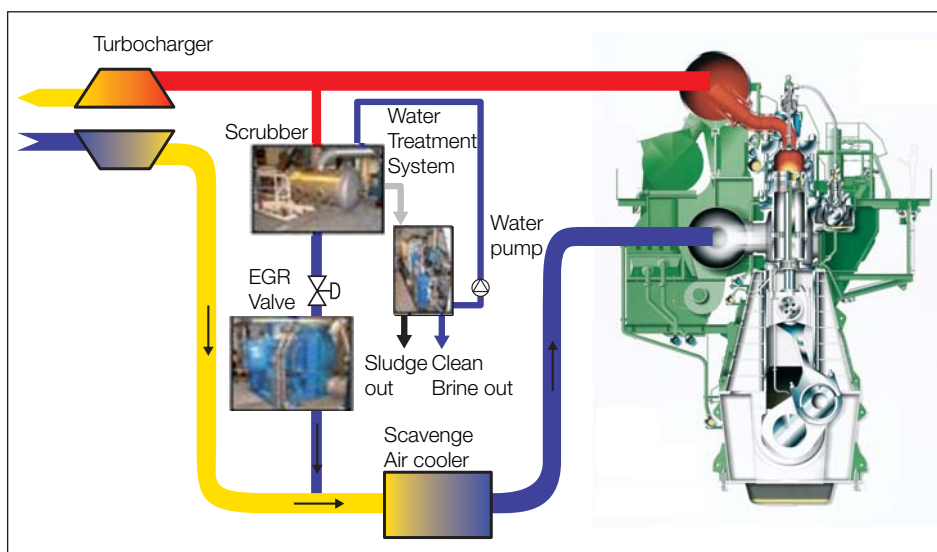 Turbocharger
Scrubber
Water
Treatment
System
Water
pump
EGR
Valve
Sludge
out
Clean
Brine out
Scavenge
Air cooler